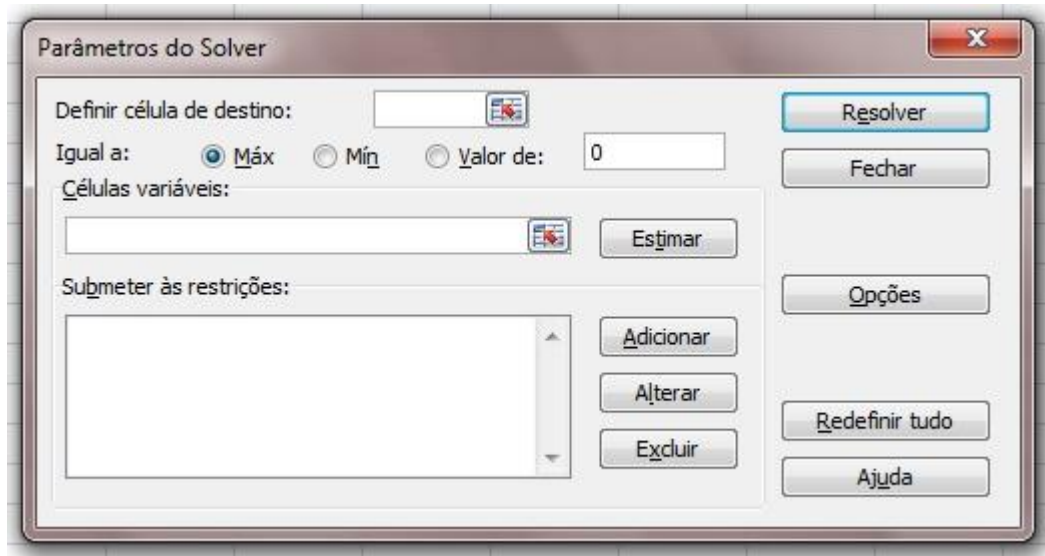 Parâmetros do Solver
Definir célula de destino:
Resolver
Igual a: Máx Mín Valor de: 0
Fechar
Células variáveis:
Estimar
Submeter às restrições:
Opções
Adicionar
Alterar
Redefinir tudo
Excluir
Ajuda